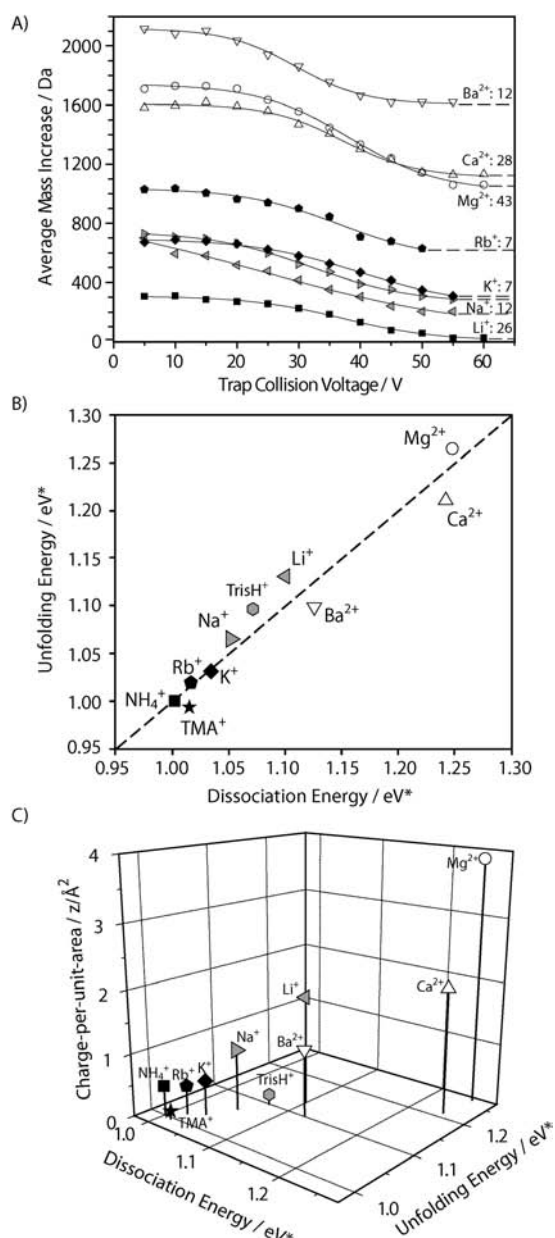 A)
Average Mass Increase / Da
2100
1800
1600
1200
800
400
300
0
Ba²⁺: 12
Ca²⁺: 28
Mg²⁺: 43
Rb⁺: 7
K⁺: 7
Na⁺: 12
Li⁺: 26
0 10 20 30 40 50 60
Trap Collision Voltage / V
B)
Unfolding Energy / eV*
1.30
1.25
1.20
1.15
1.10
1.05
1.00
0.95
Mg²⁺
Ca²⁺
Li⁺
TrisH⁺
Ba²⁺
Na⁺
Rb⁺
K⁺
NH₄⁺
TMA⁺
0.95 1.00 1.05 1.10 1.15 1.20 1.25 1.30
Dissociation Energy / eV*
C)
Charge-per-unit-area / z/Å²
4
3
2
1
0
Mg²⁺
Ca²⁺
Li⁺
Na⁺
Ba²⁺
NH₄⁺ Rb⁺ K⁺
TrisH⁺
TMA⁺
1.0
1.1
1.2
Dissociation Energy / eV*
1.0
1.1
1.2
Unfolding Energy / eV*